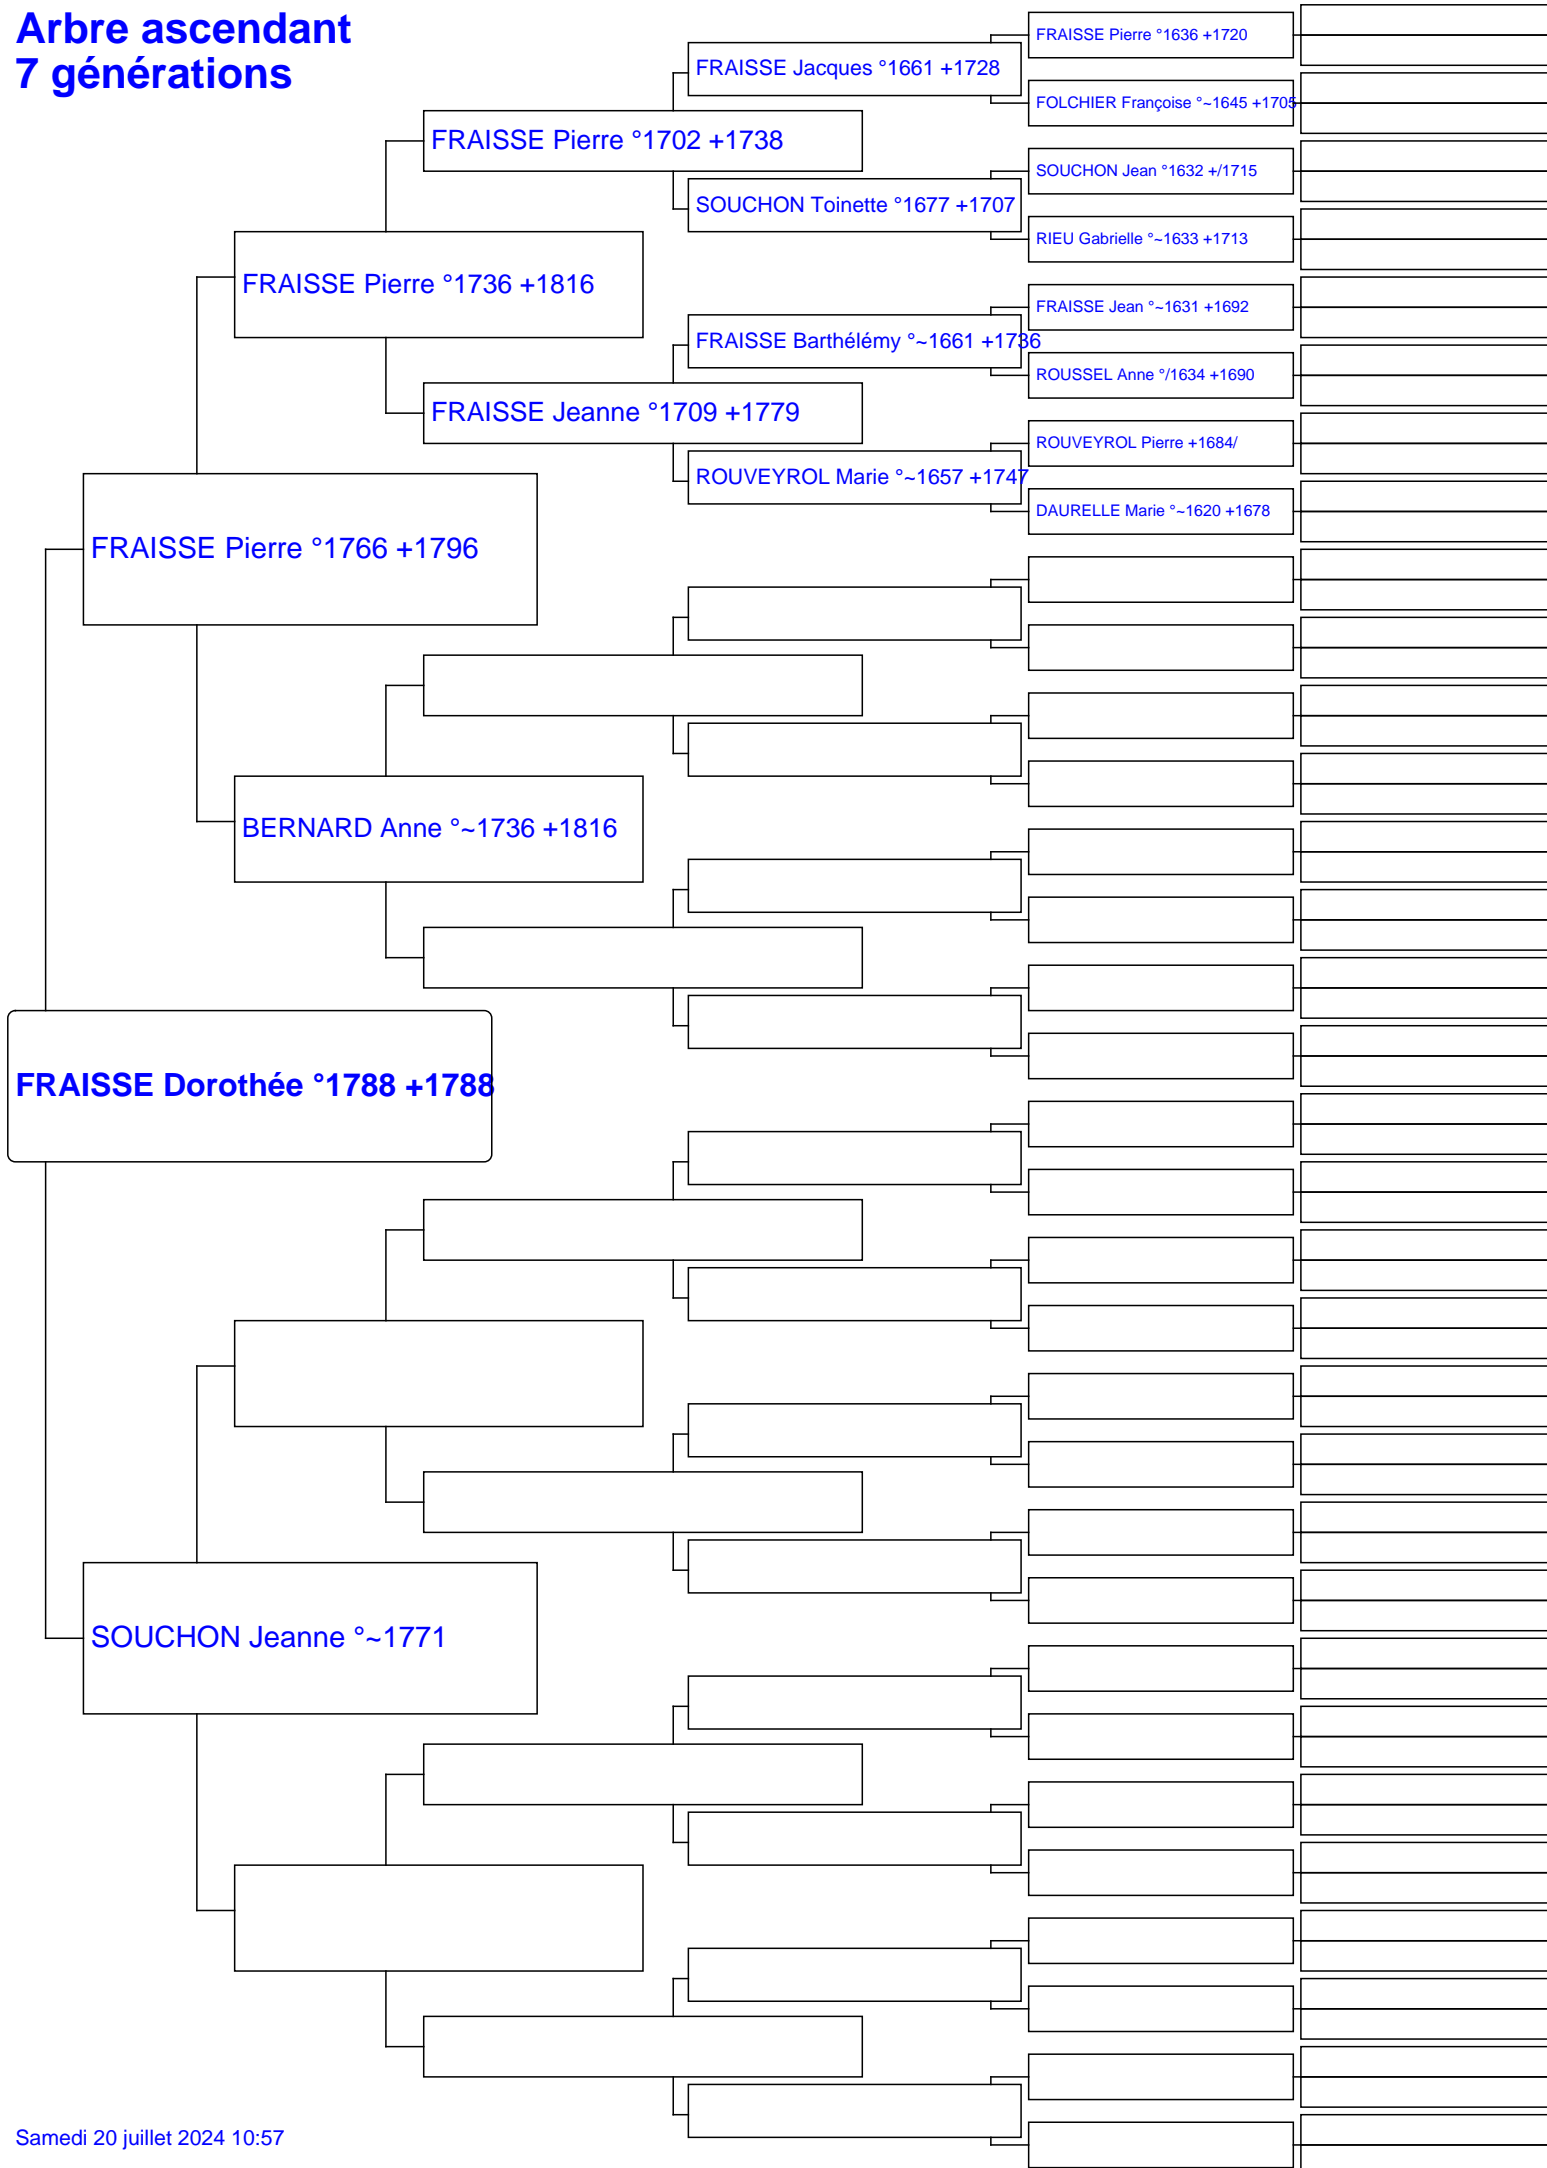 Arbre ascendant
7 générations
FRAISSE Pierre °1636 +1720
FRAISSE Jacques °1661 +1728
FOLCHIER Françoise °~1645 +1705
FRAISSE Pierre °1702 +1738
SOUCHON Jean °1632 +/1715
SOUCHON Toinette °1677 +1707
RIEU Gabrielle °~1633 +1713
FRAISSE Pierre °1736 +1816
FRAISSE Jean °~1631 +1692
FRAISSE Barthélémy °~1661 +1736
ROUSSEL Anne °/1634 +1690
FRAISSE Jeanne °1709 +1779
ROUVEYROL Pierre +1684/
ROUVEYROL Marie °~1657 +1747
DAURELLE Marie °~1620 +1678
FRAISSE Pierre °1766 +1796
BERNARD Anne °~1736 +1816
FRAISSE Dorothée °1788 +1788
SOUCHON Jeanne °~1771
Samedi 20 juillet 2024 10:57